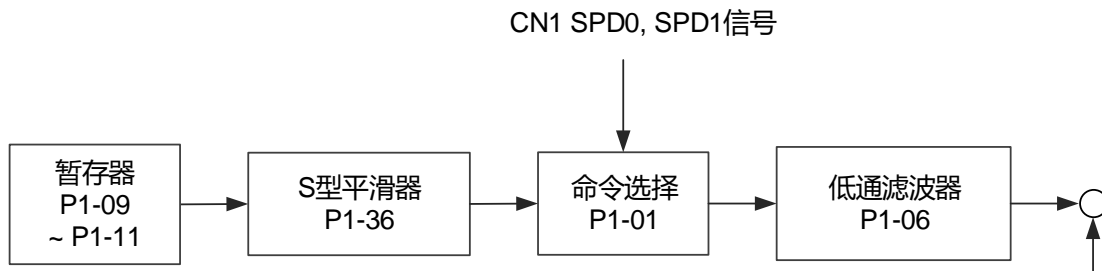 CN1 SPD0, SPD1信号
暂存器
P1-09
~ P1-11
S型平滑器
P1-36
命令选择
P1-01
低通滤波器
P1-06